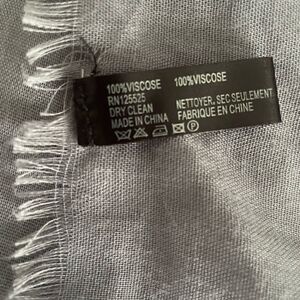 100%VISCOSE 100%VISCOSE
RN125525
DRY CLEAN NETTOYER, SEC SEULEMENT
MADE IN CHINA FABRIQUE EN CHINE